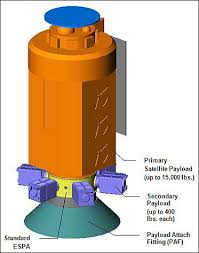 Primary
Satellite Payload
(up to 15,000 lbs.)
Secondary
Payload
(up to 400
lbs. each)
Standard
ESPA
Payload Attach
Fitting (PAF)